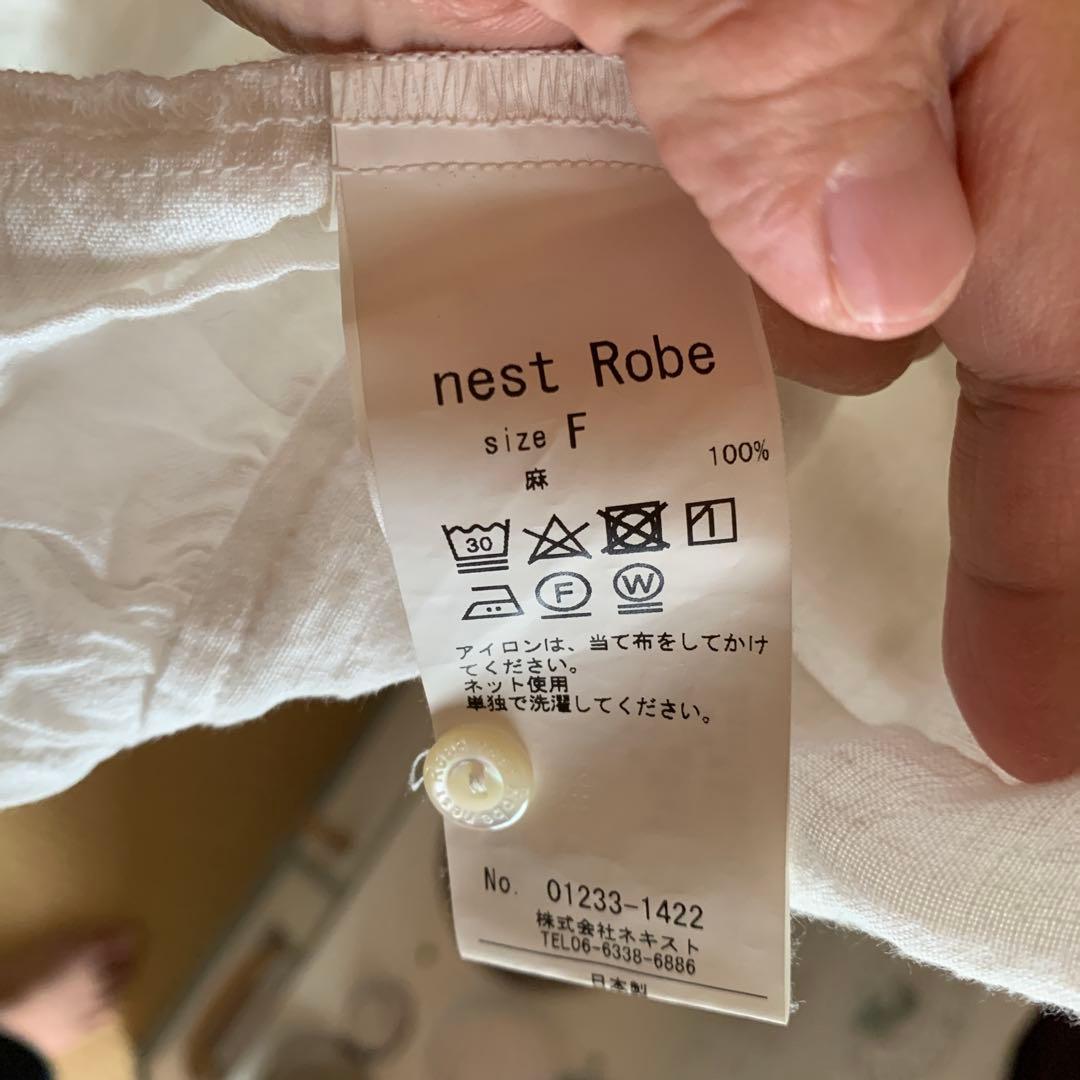 nest Robe
size F
麻 100%
30
F W
アイロンは、当て布をしてかけ
てください。
ネット使用
単独で洗濯してください。
No. 01233-1422
株式会社ネキスト
TEL06-6338-6886
日本製